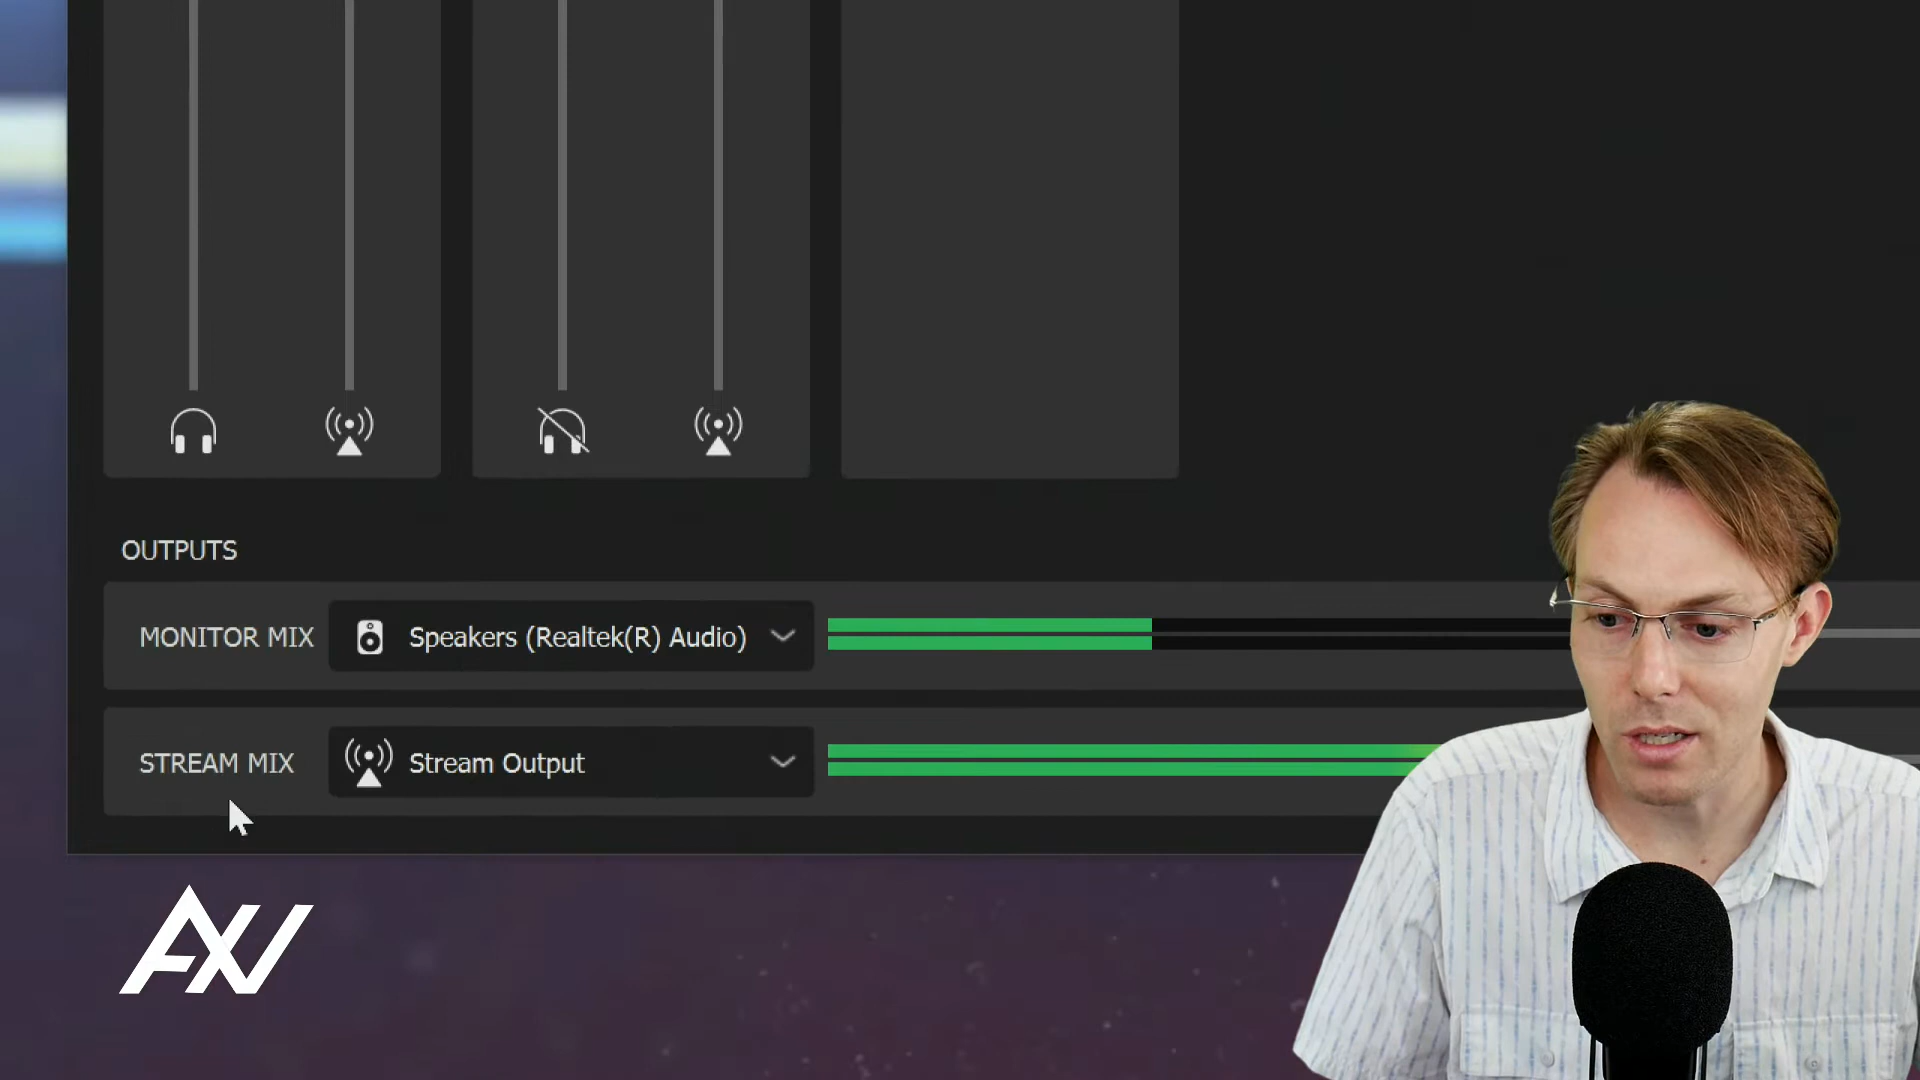 OUTPUTS
MONITOR MIX Speakers (Realtek(R) Audio)
STREAM MIX Stream Output